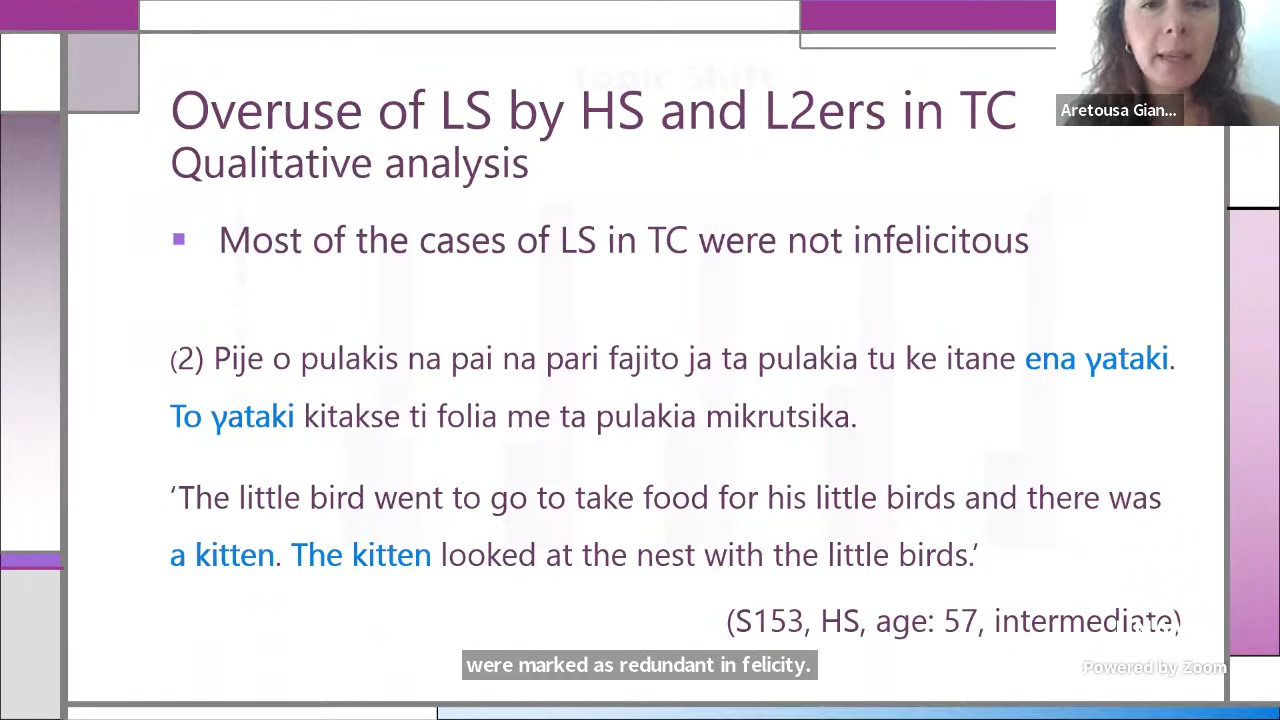 Overuse of LS by HS and L2ers in TC
Qualitative analysis
Aretousa Gian...
▪ Most of the cases of LS in TC were not infelicitous
(2) Pije o pulakis na pai na pari fajito ja ta pulakia tu ke itane ena γataki.
To γataki kitakse ti folia me ta pulakia mikrutsika.
‘The little bird went to go to take food for his little birds and there was
a kitten. The kitten looked at the nest with the little birds.’
(S153, HS, age: 57, intermediate)
were marked as redundant in felicity.
Powered by Zoom